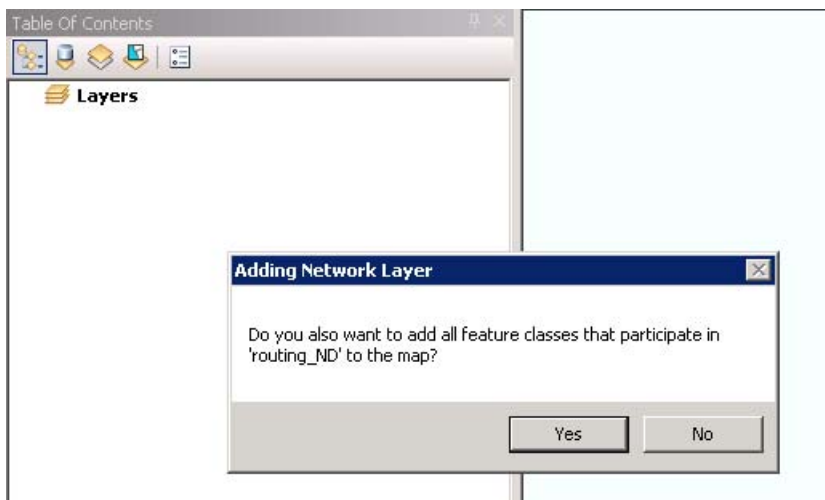 Table Of Contents
Layers
Adding Network Layer
Do you also want to add all feature classes that participate in
'routing_ND' to the map?
Yes
No